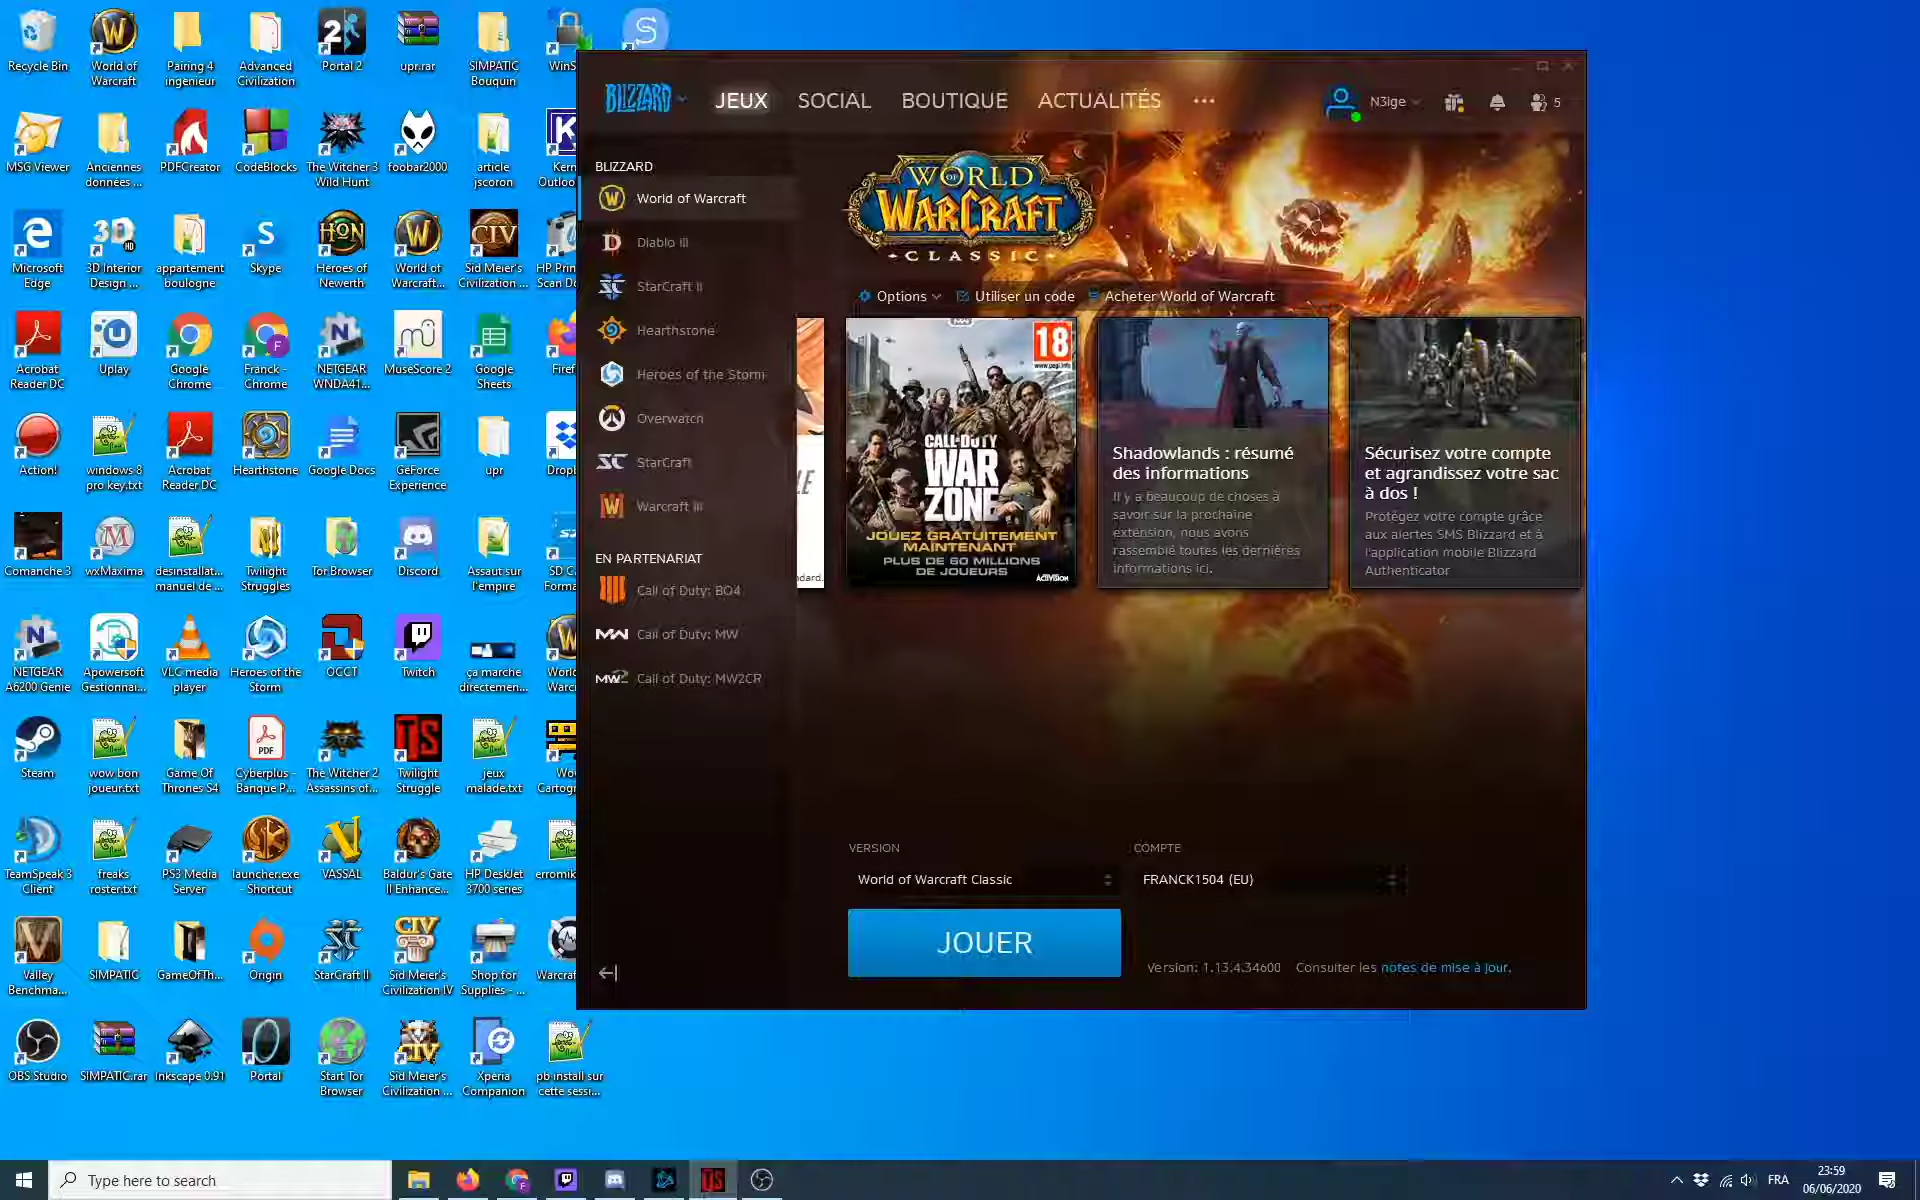 Recycle Bin
World of Warcraft
Pairing 4 ingenieur
Advanced Civilization
Portal 2
upr.rar
SIMPATIC Bouquin
MSG Viewer
Anciennes données ...
PDFCreator
CodeBlocks
The Witcher 3 Wild Hunt
foobar2000
article jscoron
Microsoft Edge
3D Interior Design ...
appartement boulogne
Skype
Heroes of Newerth
World of Warcraft...
Sid Meier's Civilization ...
Acrobat Reader DC
Uplay
Google Chrome
Franck - Chrome
NETGEAR WNDA41...
MuseScore 2
Google Sheets
Action!
windows 8 pro key.txt
Acrobat Reader DC
Hearthstone
Google Docs
GeForce Experience
upr
Comanche 3
wxMaxima
desinstallat... manuel de ...
Twilight Struggles
Tor Browser
Discord
Assaut sur l'empire
NETGEAR A6200 Genie
Apowersoft Gestionnai...
VLC media player
Heroes of the Storm
OCCT
Twitch
ça marche directemen...
Steam
wow bon joueur.txt
Game Of Thrones S4
Cyberplus - Banque P...
The Witcher 2 Assassins of...
Twilight Struggle
jeux malade.txt
TeamSpeak 3 Client
freaks roster.txt
PS3 Media Server
launcher.exe - Shortcut
VASSAL
Baldur's Gate II Enhance...
HP DeskJet 3700 series
Valley Benchma...
SIMPATIC
GameOfTh...
Origin
StarCraft II
Sid Meier's Civilization IV
Shop for Supplies - ...
OBS Studio
SIMPATIC.rar
Inkscape 0.91
Portal
Start Tor Browser
Sid Meier's Civilization ...
Xperia Companion
pb install sur cette sessi...
BLIZZARD
JEUX
SOCIAL
BOUTIQUE
ACTUALITÉS
N3ige
5
BLIZZARD
World of Warcraft
Diablo III
StarCraft II
Hearthstone
Heroes of the Storm
Overwatch
StarCraft
Warcraft III
EN PARTENARIAT
Call of Duty: BO4
Call of Duty: MW
Call of Duty: MW2CR
WORLD OF WARCRAFT
CLASSIC
Options
Utiliser un code
Acheter World of Warcraft
18
www.pegi.info
CALL OF DUTY
WAR
ZONE
JOUEZ GRATUITEMENT
MAINTENANT
PLUS DE 60 MILLIONS
DE JOUEURS
ACTIVISION
Shadowlands : résumé
des informations
Il y a beaucoup de choses à
savoir sur la prochaine
extension, nous avons
rassemblé toutes les dernières
informations ici.
Sécurisez votre compte
et agrandissez votre sac
à dos !
Protégez votre compte grâce
aux alertes SMS Blizzard et à
l'application mobile Blizzard
Authenticator
VERSION
World of Warcraft Classic
COMPTE
FRANCK1504 (EU)
JOUER
Version: 1.13.4.34600
Consulter les notes de mise à jour.
Type here to search
FRA
23:59
06/06/2020